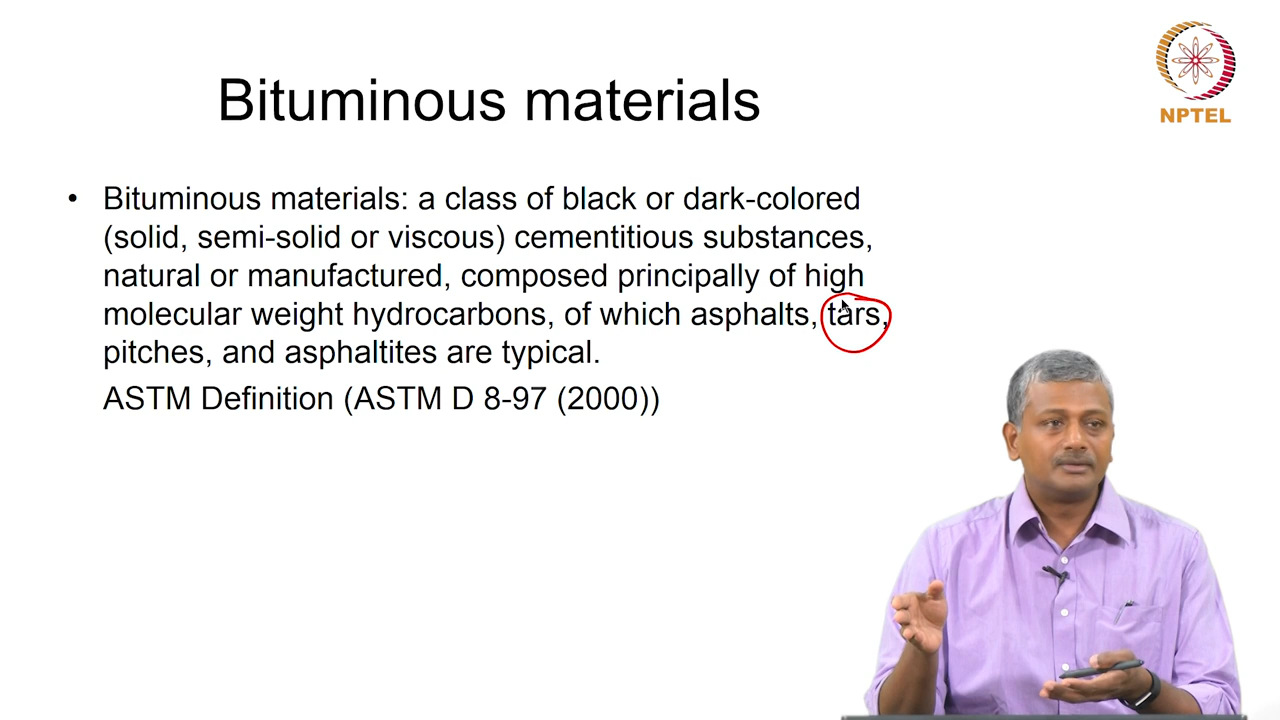 NPTEL
Bituminous materials
• Bituminous materials: a class of black or dark-colored
(solid, semi-solid or viscous) cementitious substances,
natural or manufactured, composed principally of high
molecular weight hydrocarbons, of which asphalts, tars,
pitches, and asphaltites are typical.
ASTM Definition (ASTM D 8-97 (2000))